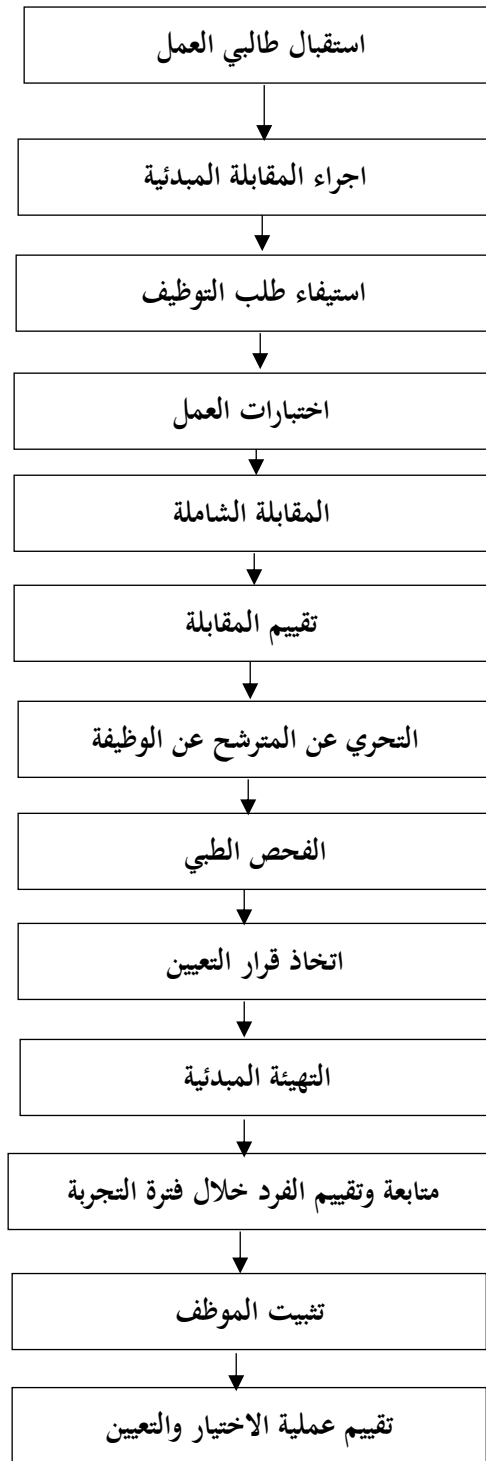 استقبال طالبي العمل
اجراء المقابلة المبدئية
استيفاء طلب التوظيف
اختبارات العمل
المقابلة الشاملة
تقييم المقابلة
التحري عن المترشح عن الوظيفة
الفحص الطبي
اتخاذ قرار التعيين
التهيئة المبدئية
متابعة وتقييم الفرد خلال فترة التجربة
تثبيت الموظف
تقييم عملية الاختيار والتعيين